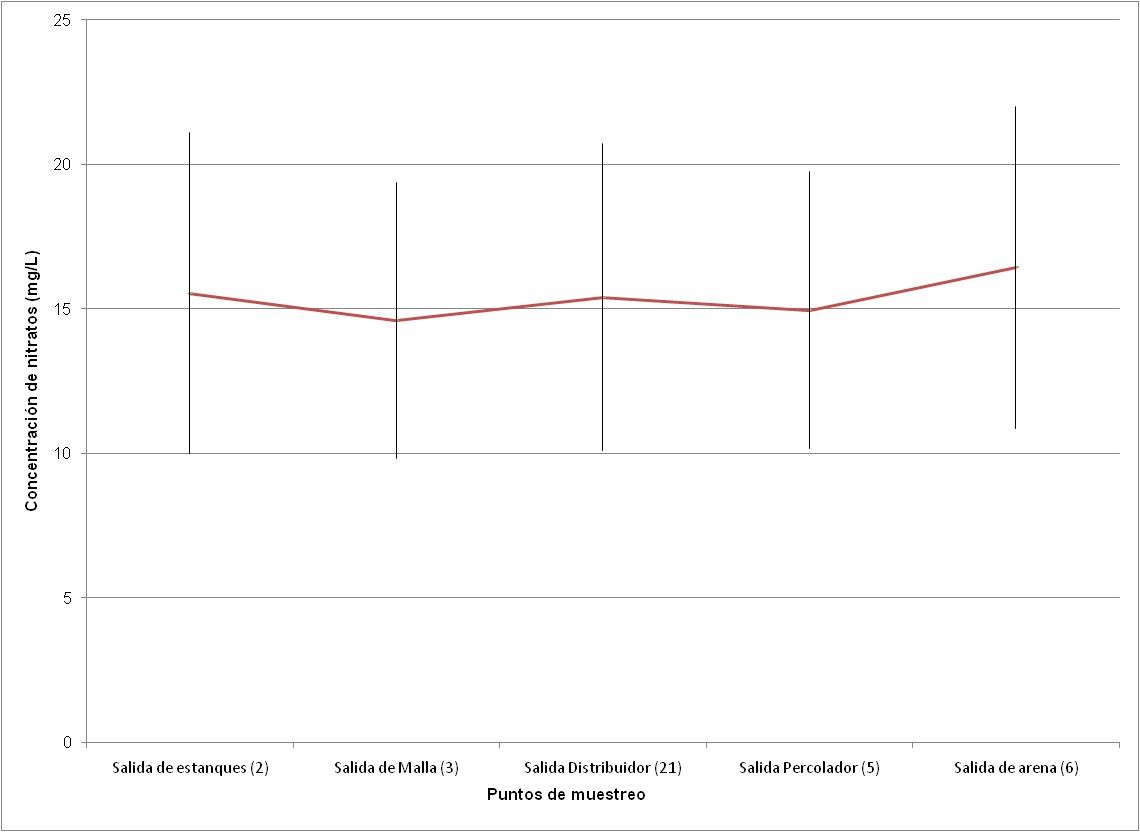 25
20
15
10
5
0
Concentración de nitratos (mg/L)
Salida de estanques (2)
Salida de Malla (3)
Salida Distribuidor (21)
Salida Percolador (5)
Salida de arena (6)
Puntos de muestreo